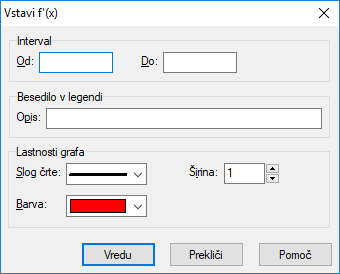 Vstavi f'(x)
Interval
Od: Do:
Besedilo v legendi
Opis:
Lastnosti grafa
Slog črte: Širina: 1
Barva:
Vredu Prekliči Pomoč